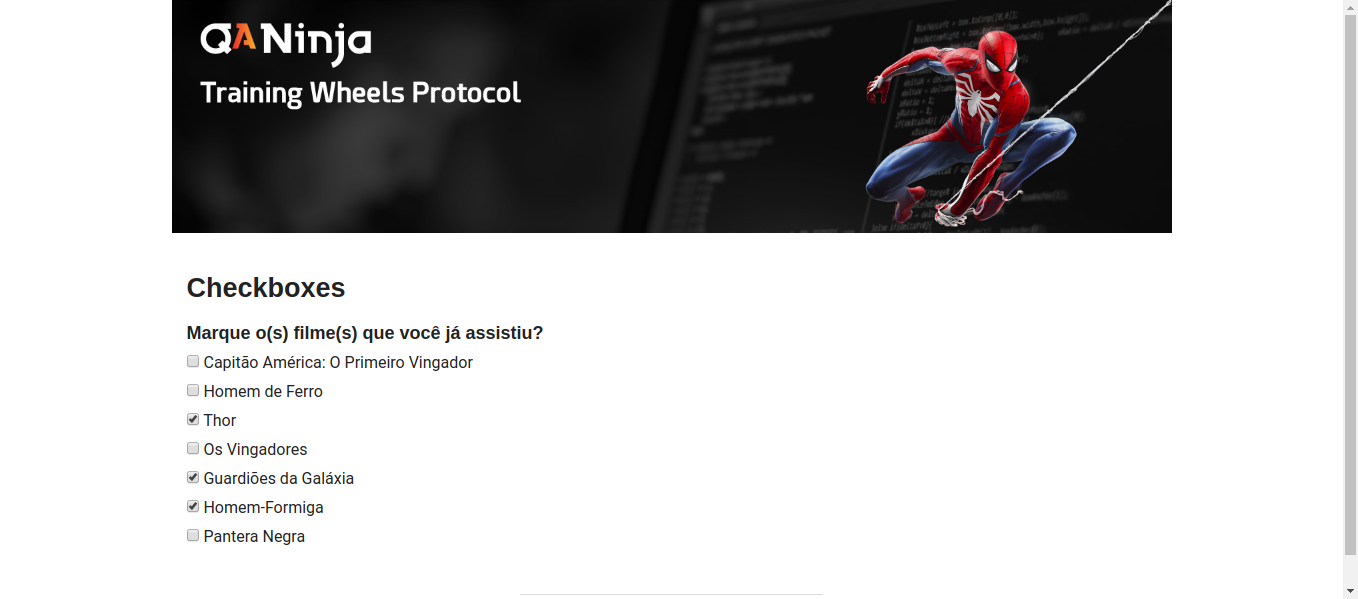 QANinja
Training Wheels Protocol
Checkboxes
Marque o(s) filme(s) que você já assistiu?
Capitão América: O Primeiro Vingador
Homem de Ferro
Thor
Os Vingadores
Guardiões da Galáxia
Homem-Formiga
Pantera Negra